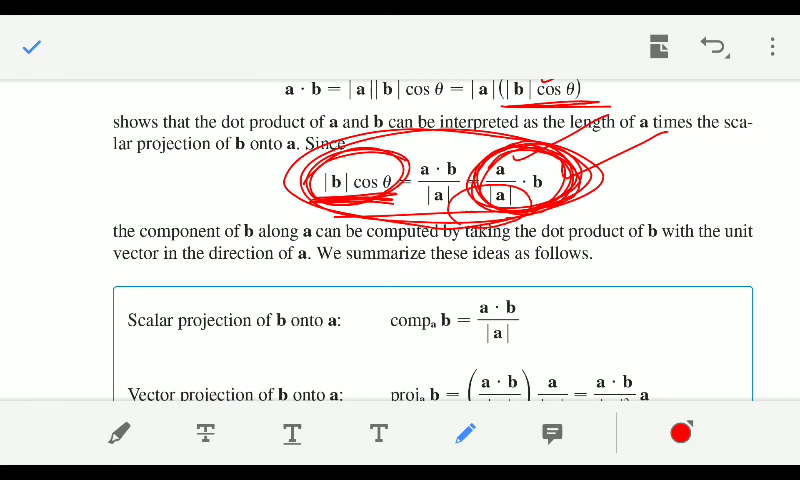 a · b = |a||b| cos θ = |a|(|b| cos θ)
shows that the dot product of a and b can be interpreted as the length of a times the sca-
lar projection of b onto a. Since
|b| cos θ = a · b / |a| = a / |a| · b
the component of b along a can be computed by taking the dot product of b with the unit
vector in the direction of a. We summarize these ideas as follows.
Scalar projection of b onto a: compₐ b = a · b / |a|
Vector projection of b onto a: projₐ b = (a · b) a = a · b a
T T T